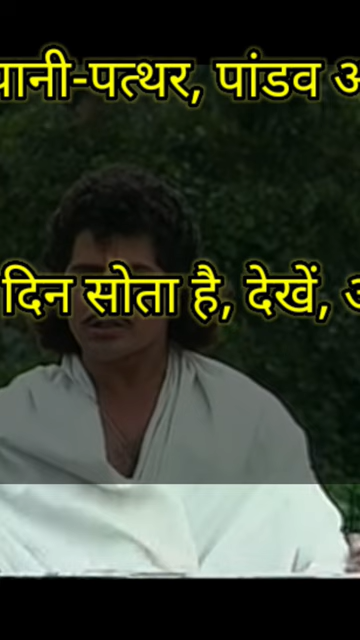 यानी-पत्थर, पांडव
दिन सोता है, देखें,